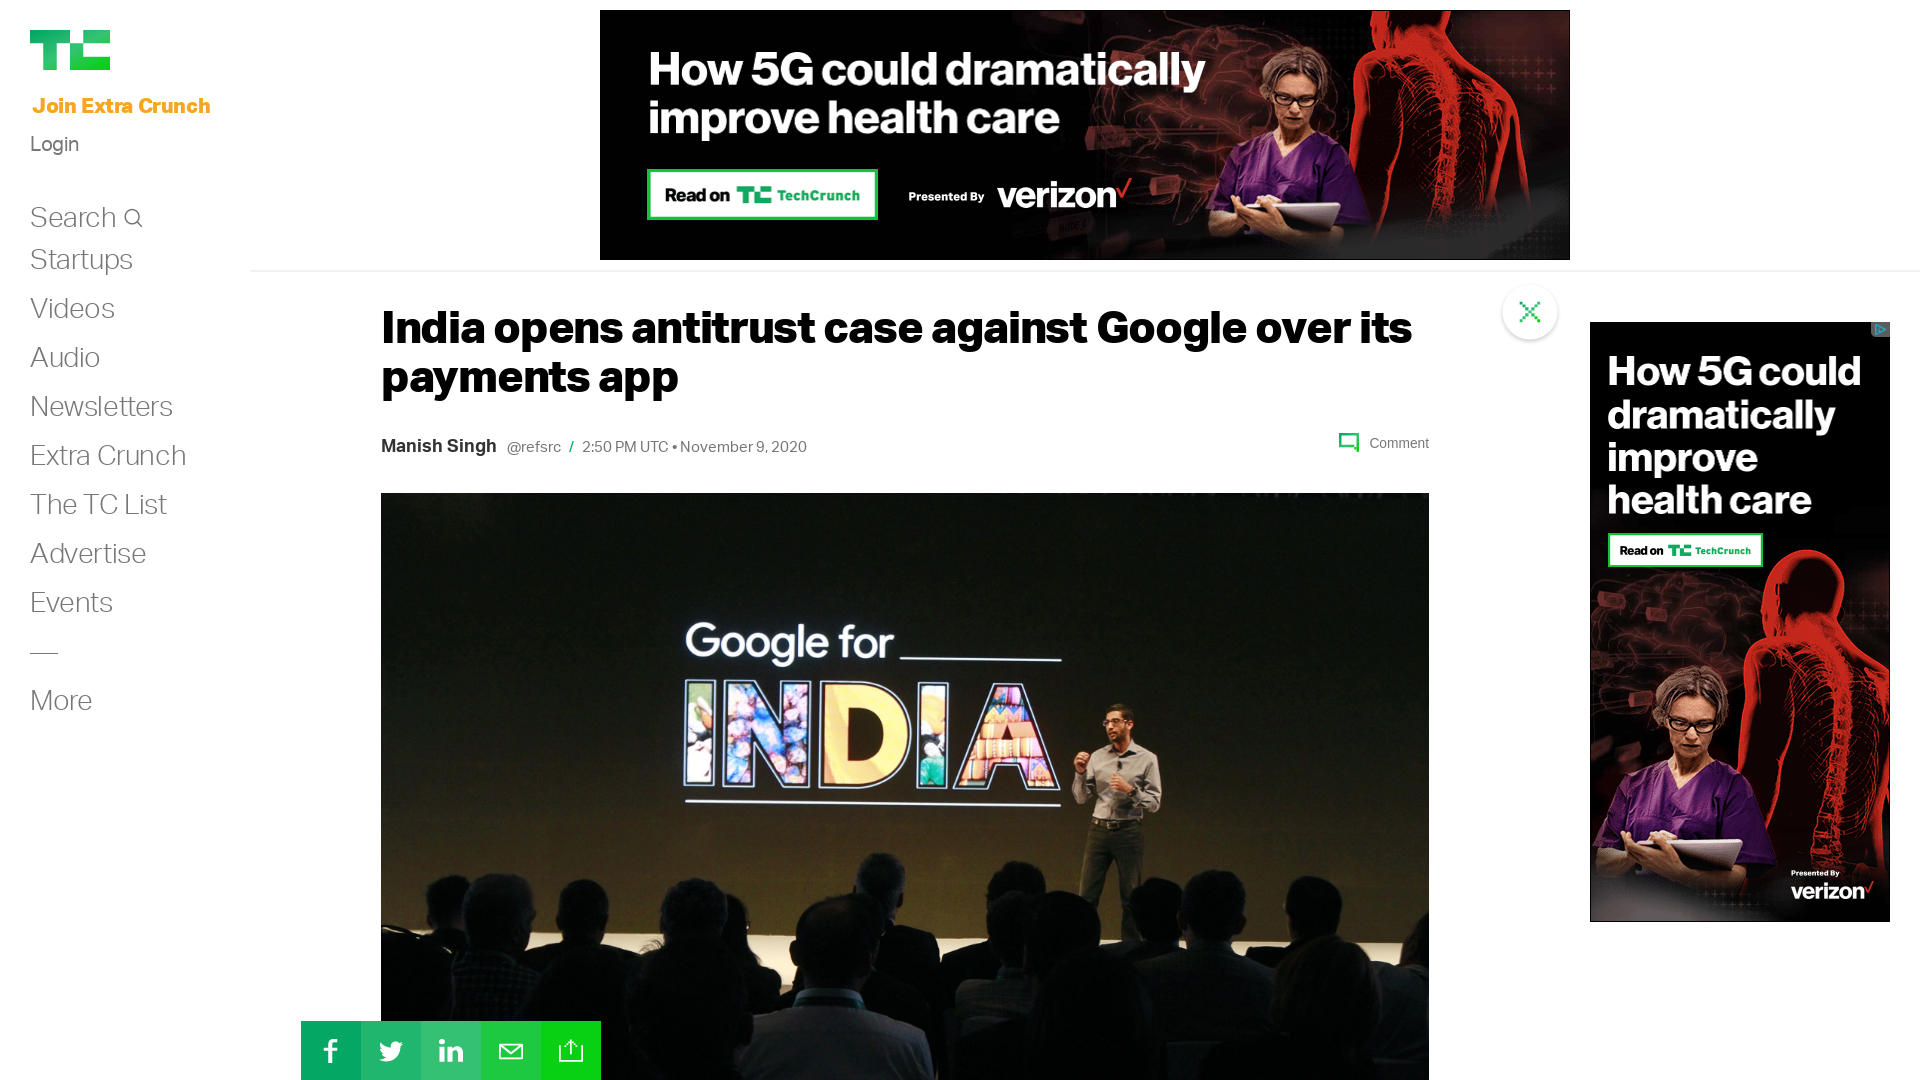 TC
Join Extra Crunch
Login
Search
Startups
Videos
Audio
Newsletters
Extra Crunch
The TC List
Advertise
Events
—
More
How 5G could dramatically
improve health care
Read on TC TechCrunch
Presented By verizon✓
India opens antitrust case against Google over its
payments app
Manish Singh @refsrc / 2:50 PM UTC • November 9, 2020
Comment
Google for
INDIA
How 5G could
dramatically
improve
health care
Read on TC TechCrunch
Presented By
verizon✓